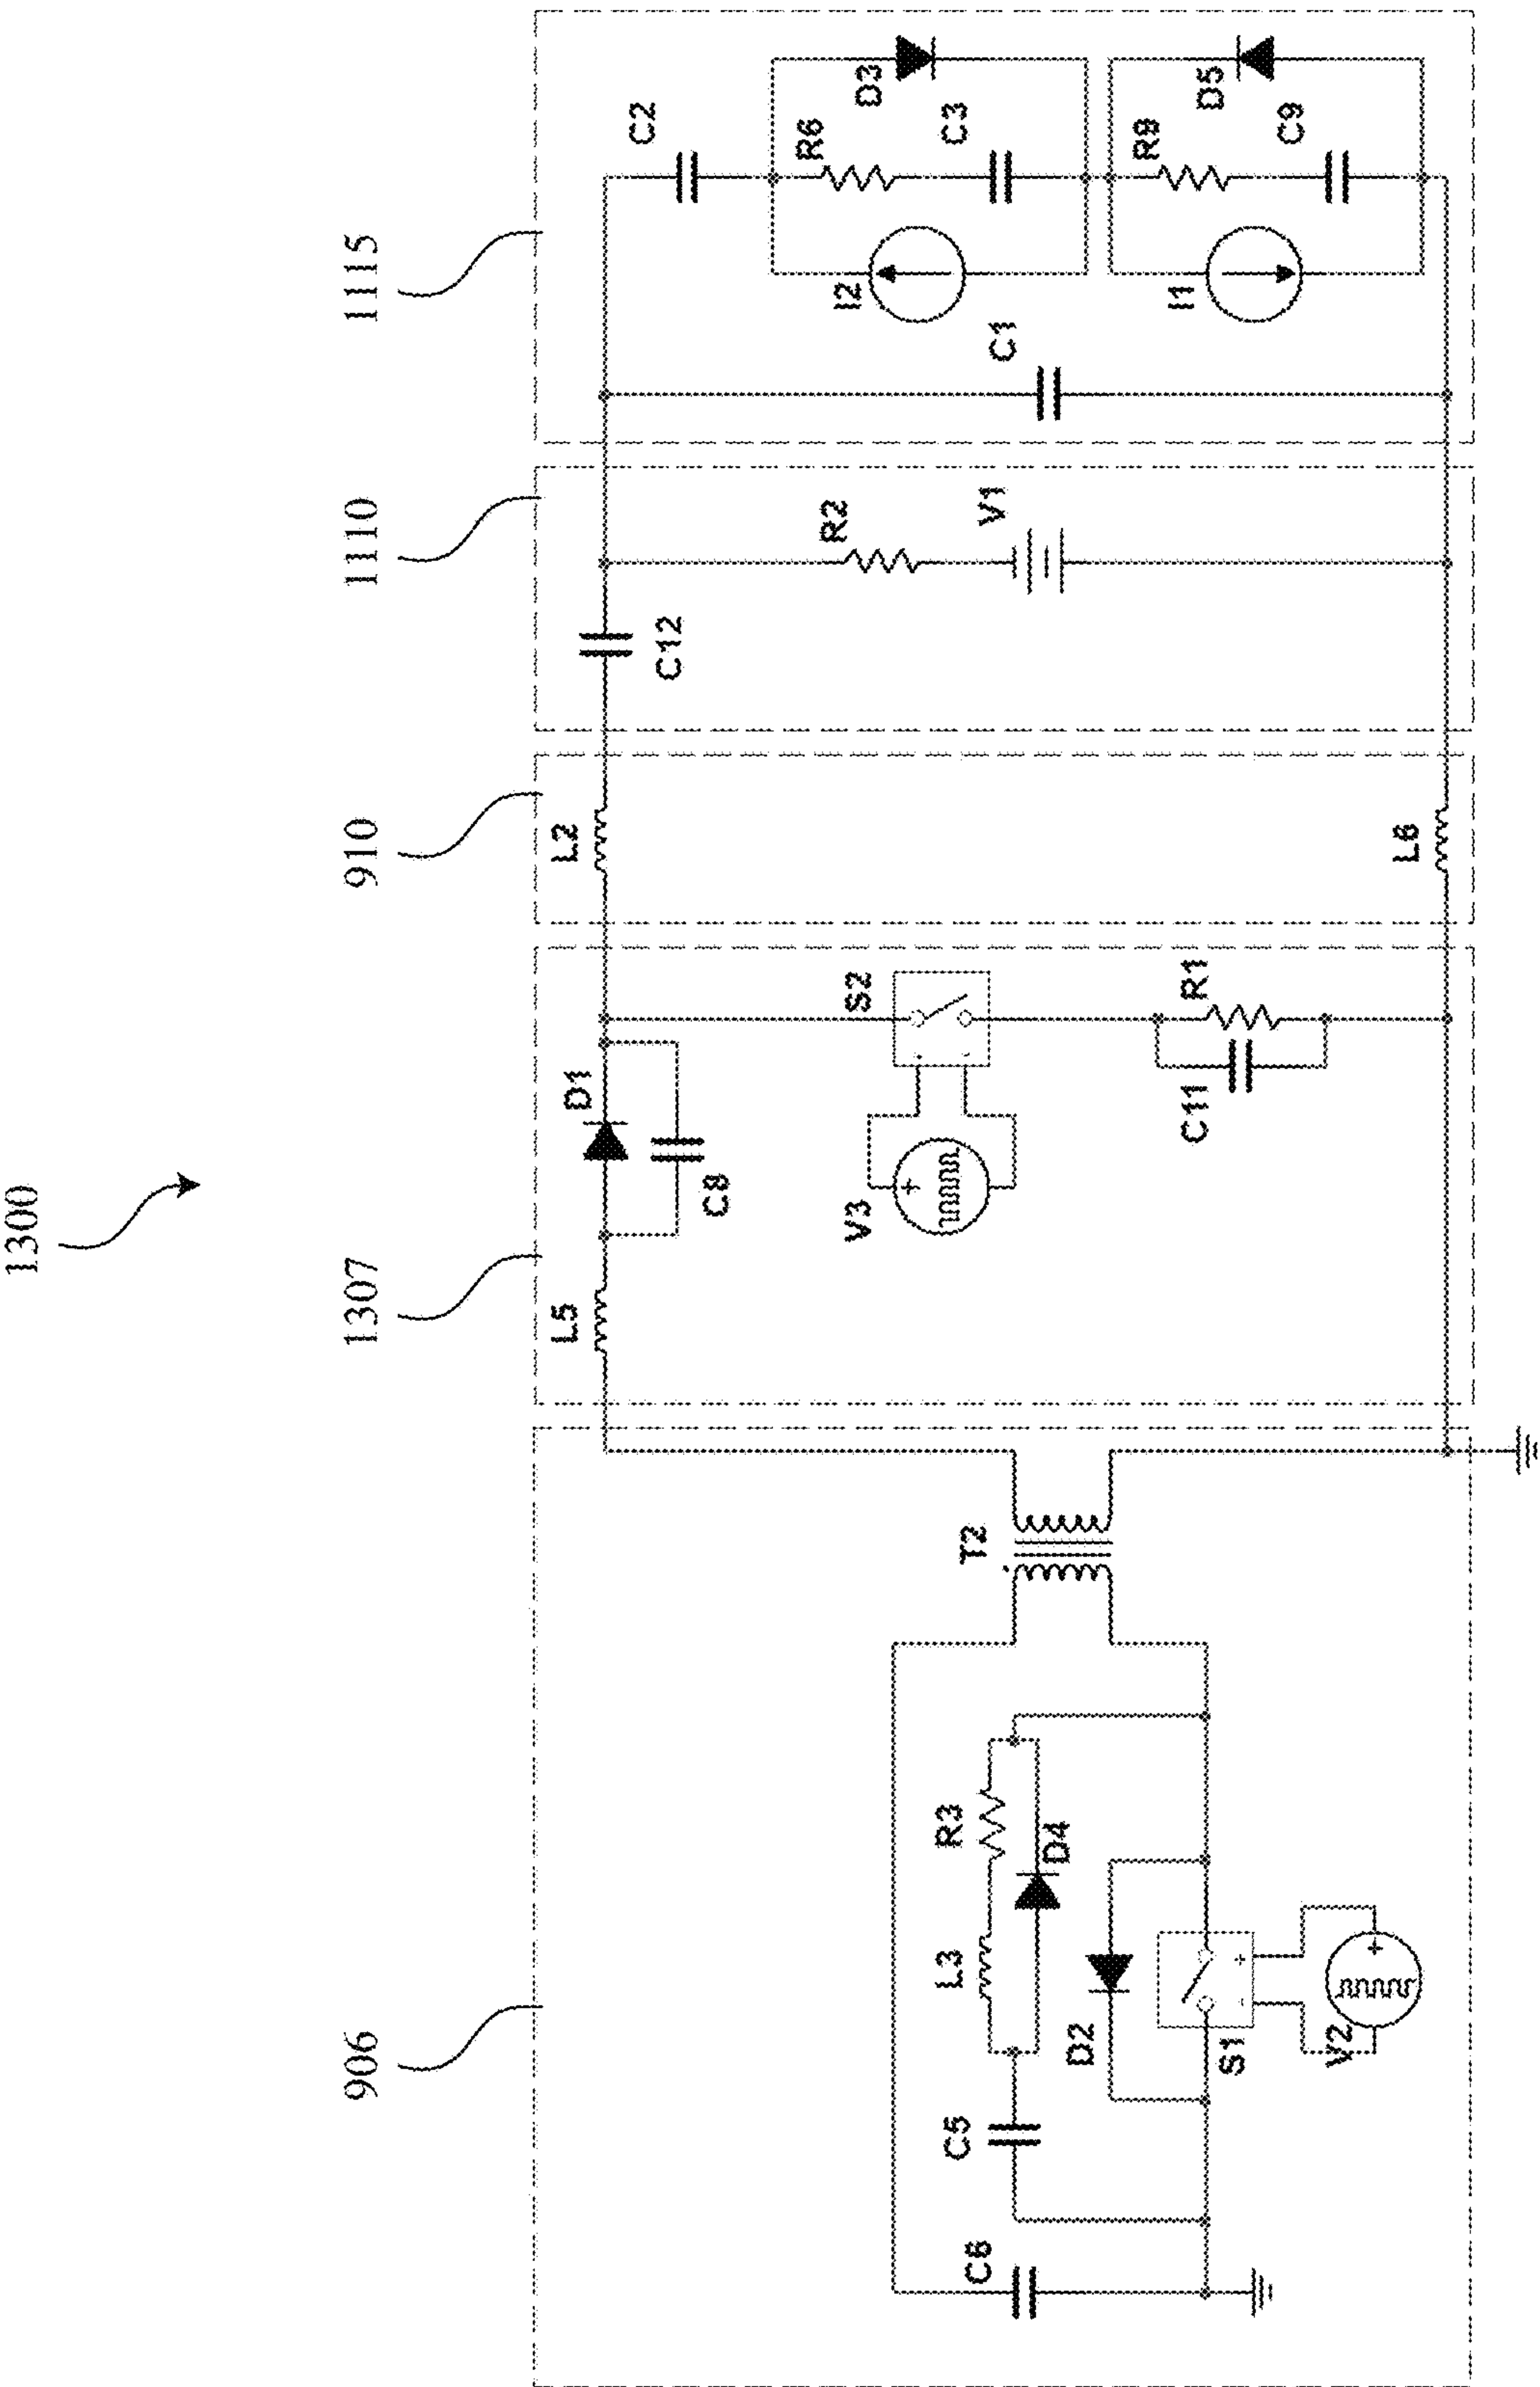 1300
906
1307
910
1110
1115
C6
C5
L3
R3
D4
D2
S1
V2
T2
L5
D1
C8
V3
S2
C11
R1
L2
L6
C12
R2
V1
C1
C2
I2
R6
C3
D3
I1
R9
C9
D5